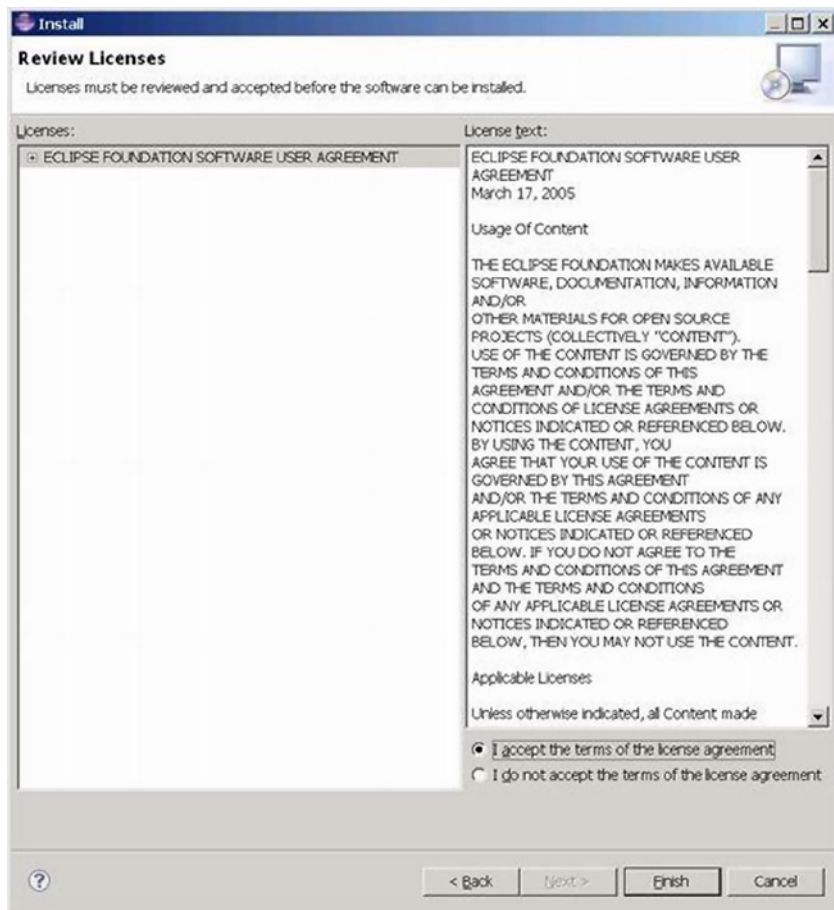 Install
Review Licenses
Licenses must be reviewed and accepted before the software can be installed.
Licenses:
ECLIPSE FOUNDATION SOFTWARE USER AGREEMENT
License text:
ECLIPSE FOUNDATION SOFTWARE USER
AGREEMENT
March 17, 2005
Usage Of Content
THE ECLIPSE FOUNDATION MAKES AVAILABLE
SOFTWARE, DOCUMENTATION, INFORMATION
AND/OR
OTHER MATERIALS FOR OPEN SOURCE
PROJECTS (COLLECTIVELY "CONTENT").
USE OF THE CONTENT IS GOVERNED BY THE
TERMS AND CONDITIONS OF THIS
AGREEMENT AND/OR THE TERMS AND
CONDITIONS OF LICENSE AGREEMENTS OR
NOTICES INDICATED OR REFERENCED BELOW.
BY USING THE CONTENT, YOU
AGREE THAT YOUR USE OF THE CONTENT IS
GOVERNED BY THIS AGREEMENT
AND/OR THE TERMS AND CONDITIONS OF ANY
APPLICABLE LICENSE AGREEMENTS
OR NOTICES INDICATED OR REFERENCED
BELOW. IF YOU DO NOT AGREE TO THE
TERMS AND CONDITIONS OF THIS AGREEMENT
AND THE TERMS AND CONDITIONS
OF ANY APPLICABLE LICENSE AGREEMENTS OR
NOTICES INDICATED OR REFERENCED
BELOW, THEN YOU MAY NOT USE THE CONTENT.
Applicable Licenses
Unless otherwise indicated, all Content made
I accept the terms of the license agreement
I do not accept the terms of the license agreement
? < Back Next > Finish Cancel